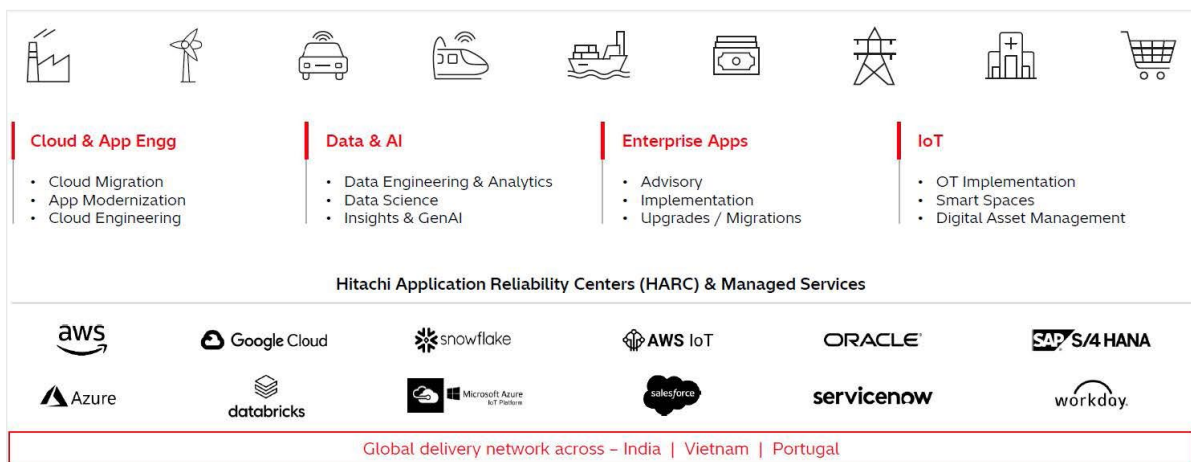 Cloud & App Engg
• Cloud Migration
• App Modernization
• Cloud Engineering
Data & AI
• Data Engineering & Analytics
• Data Science
• Insights & GenAI
Enterprise Apps
• Advisory
• Implementation
• Upgrades / Migrations
IoT
• OT Implementation
• Smart Spaces
• Digital Asset Management
Hitachi Application Reliability Centers (HARC) & Managed Services
aws
Google Cloud
snowflake
AWS IoT
ORACLE
SAP S/4 HANA
Azure
databricks
Microsoft Azure
IoT Platform
salesforce
servicenow
workday.
Global delivery network across – India | Vietnam | Portugal